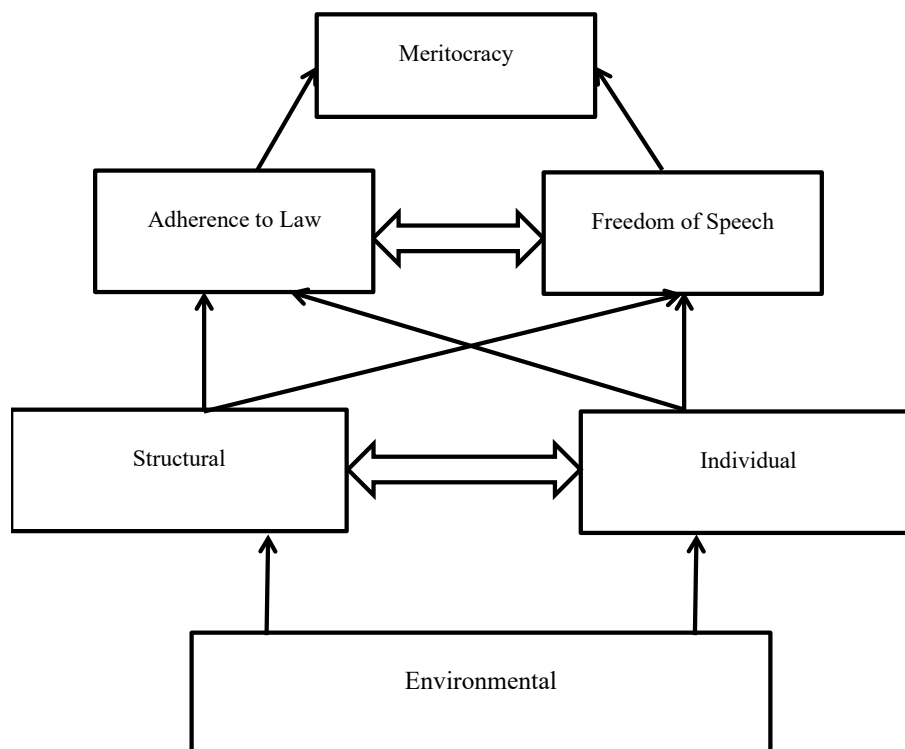 Meritocracy
Adherence to Law
Freedom of Speech
Structural
Individual
Environmental